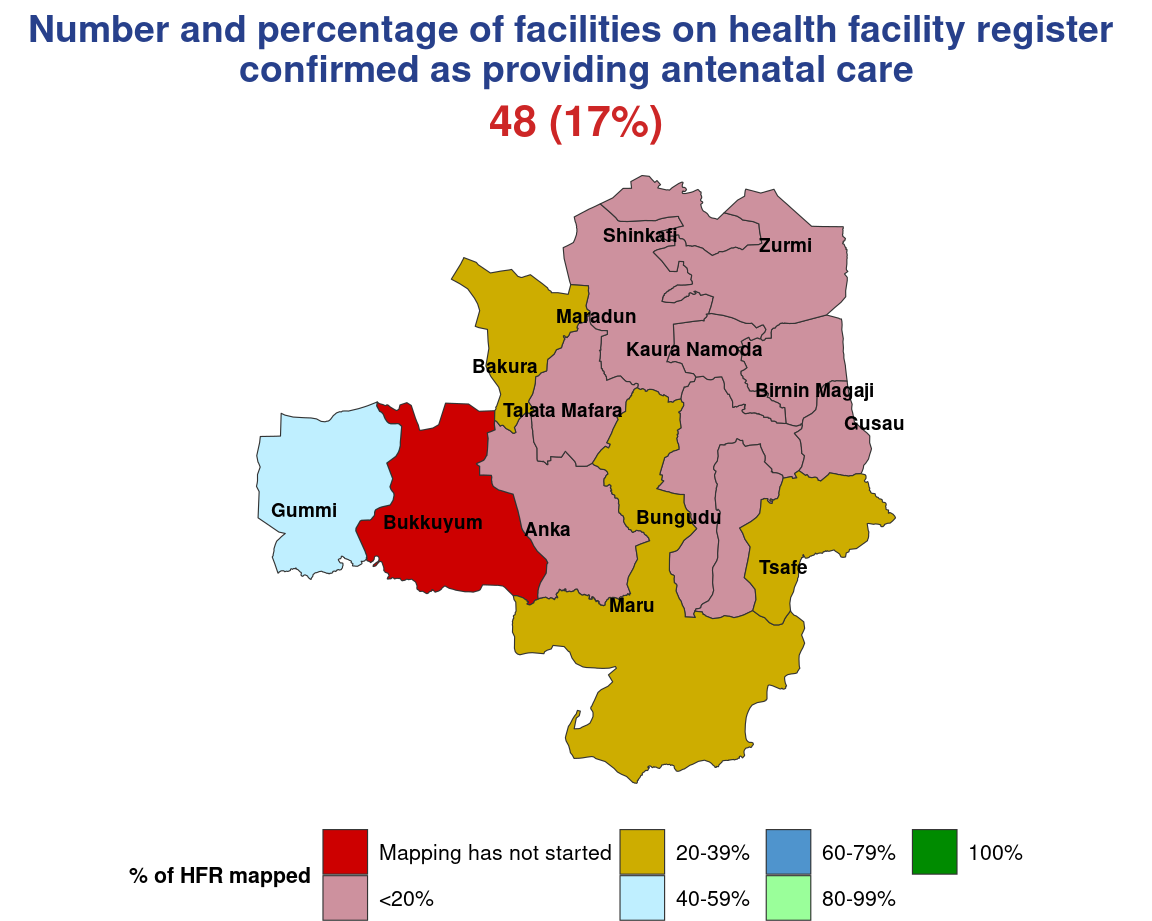 Number and percentage of facilities on health facility register
confirmed as providing antenatal care
48 (17%)
Shinkafi
Zurmi
Maradun
Kaura Namoda
Bakura
Birnin Magaji
Talata Mafara
Gusau
Gummi
Bukkuyum
Anka
Bungudu
Tsafe
Maru
% of HFR mapped
Mapping has not started
<20%
20-39%
40-59%
60-79%
80-99%
100%